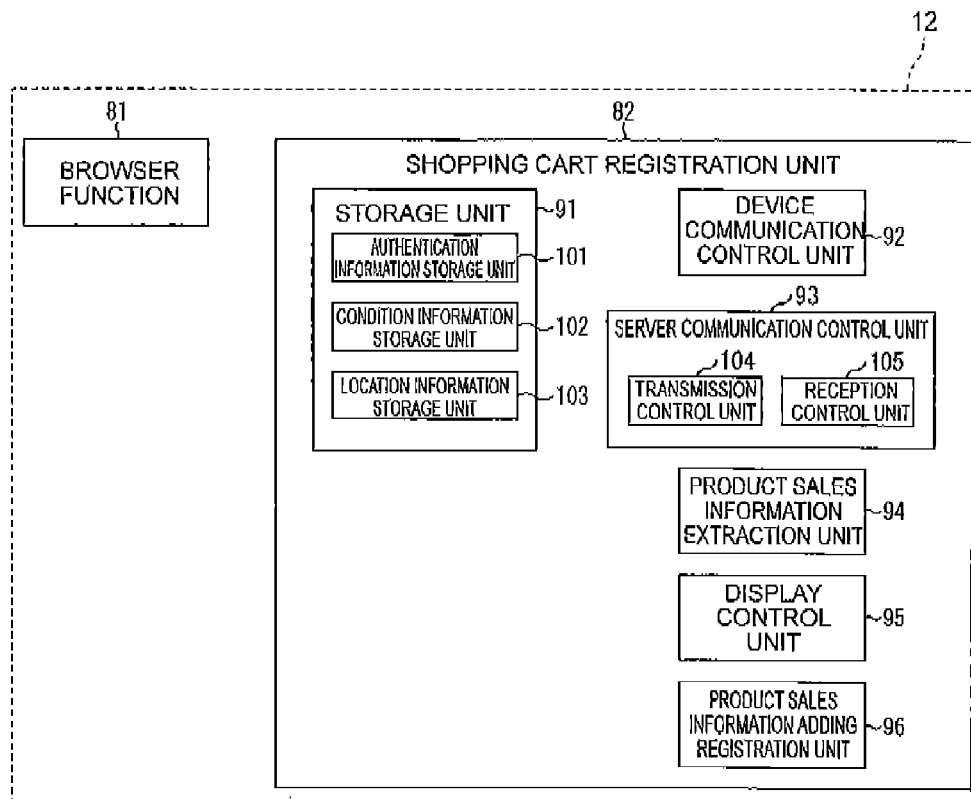 12
81
82
BROWSER
FUNCTION
SHOPPING CART REGISTRATION UNIT
STORAGE UNIT
91
AUTHENTICATION
INFORMATION STORAGE UNIT
101
CONDITION INFORMATION
STORAGE UNIT
102
LOCATION INFORMATION
STORAGE UNIT
103
DEVICE
COMMUNICATION
CONTROL UNIT
92
93
SERVER COMMUNICATION CONTROL UNIT
104
TRANSMISSION
CONTROL UNIT
105
RECEPTION
CONTROL UNIT
PRODUCT SALES
INFORMATION
EXTRACTION UNIT
94
DISPLAY
CONTROL
UNIT
95
PRODUCT SALES
INFORMATION ADDING
REGISTRATION UNIT
96